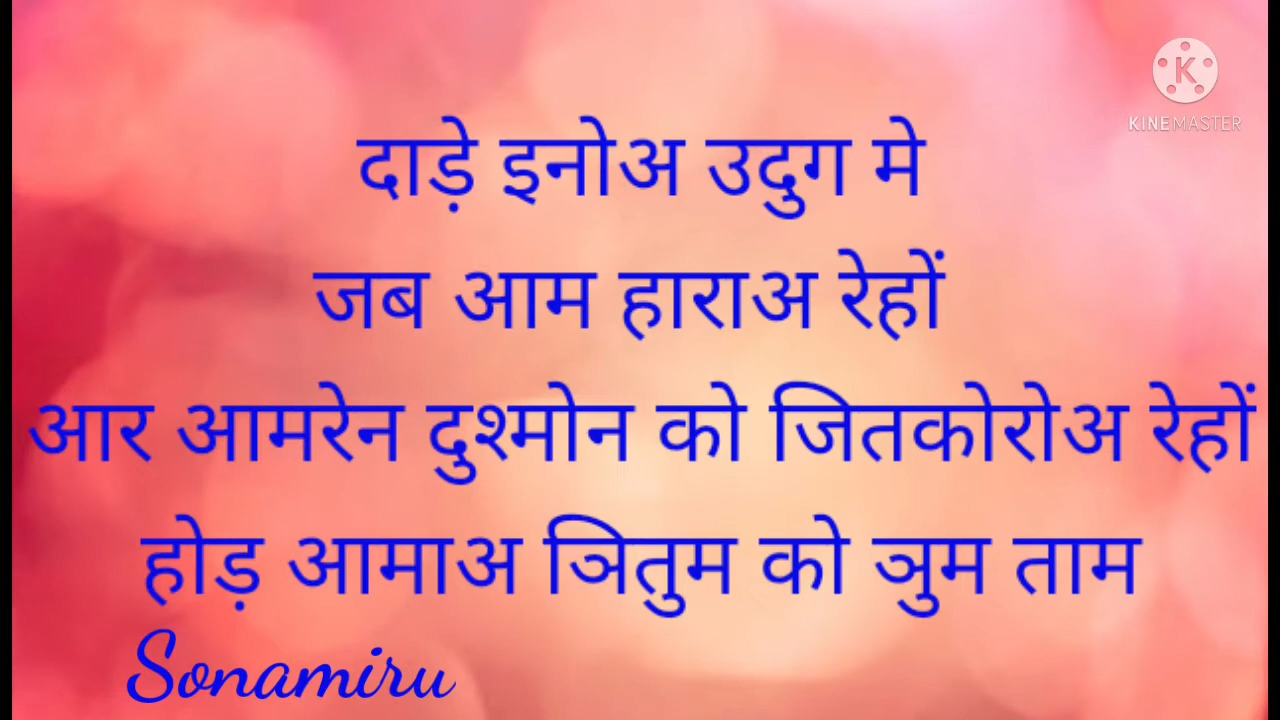 KINEMASTER
दाड़े इनोअ उदुग मे
जब आम हाराअ रेहों
आर आमरेन दुश्मोन को जितकोरोअ रेहों
होड़ आमाअ ञितुम को ञुम ताम
Sonamiru